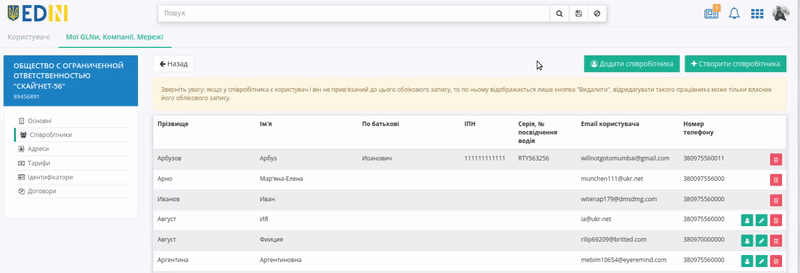 EDIN
Пошук
1
Користувачі
Мої GLNи, Компанії, Мережі
ОБЩЕСТВО С ОГРАНИЧЕННОЙ
ОТВЕТСТВЕННОСТЬЮ
"СКАЙ'НЕТ-56"
89456891
Основні
Співробітники
Адреси
Тарифи
Ідентифікатори
Договори
Назад
Додати співробітника
Створити співробітника
Зверніть увагу: якщо у співробітника є користувач і він не прив'язаний до цього облікового запису, то по ньому відображається лише кнопка "Видалити", відредагувати такого працівника може тільки власник
його облікового запису.
Прізвище Ім'я По батькові ІПН Серія, № посвідчення водія Email користувача Номер телефону
Арбузов Арбуз Иоанович 111111111111 RTY563256 willnotgotomumbai@gmail.com 380975560011
Арно Мар'яна-Елена munchen111@ukr.net 380097556000
Иванов Иван witenap179@dmsdmg.com 380975560000
Август ИЯ ia@ukr.net 380975560000
Август Фииция rilip69209@britted.com 380970000000
Аргентина Аргентиновна mebim10654@eyeremind.com 380975560000